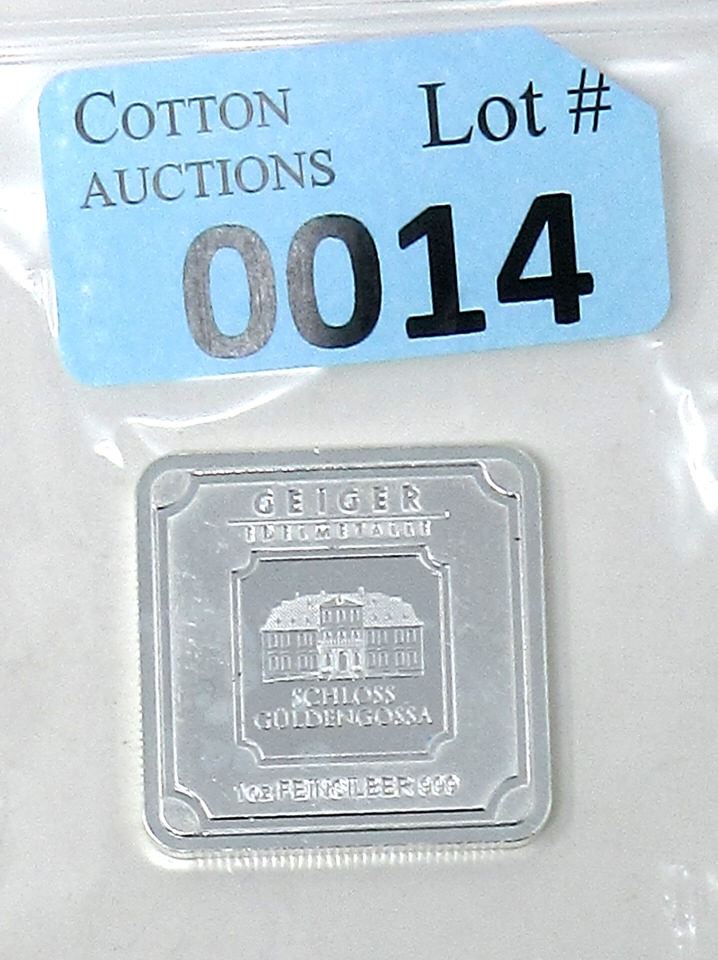 COTTON
AUCTIONS
Lot #
0014
GEIGER
EDELMETALLE
SCHLOSS
GÜLDENGOSSA
1oz FEINSILBER 999